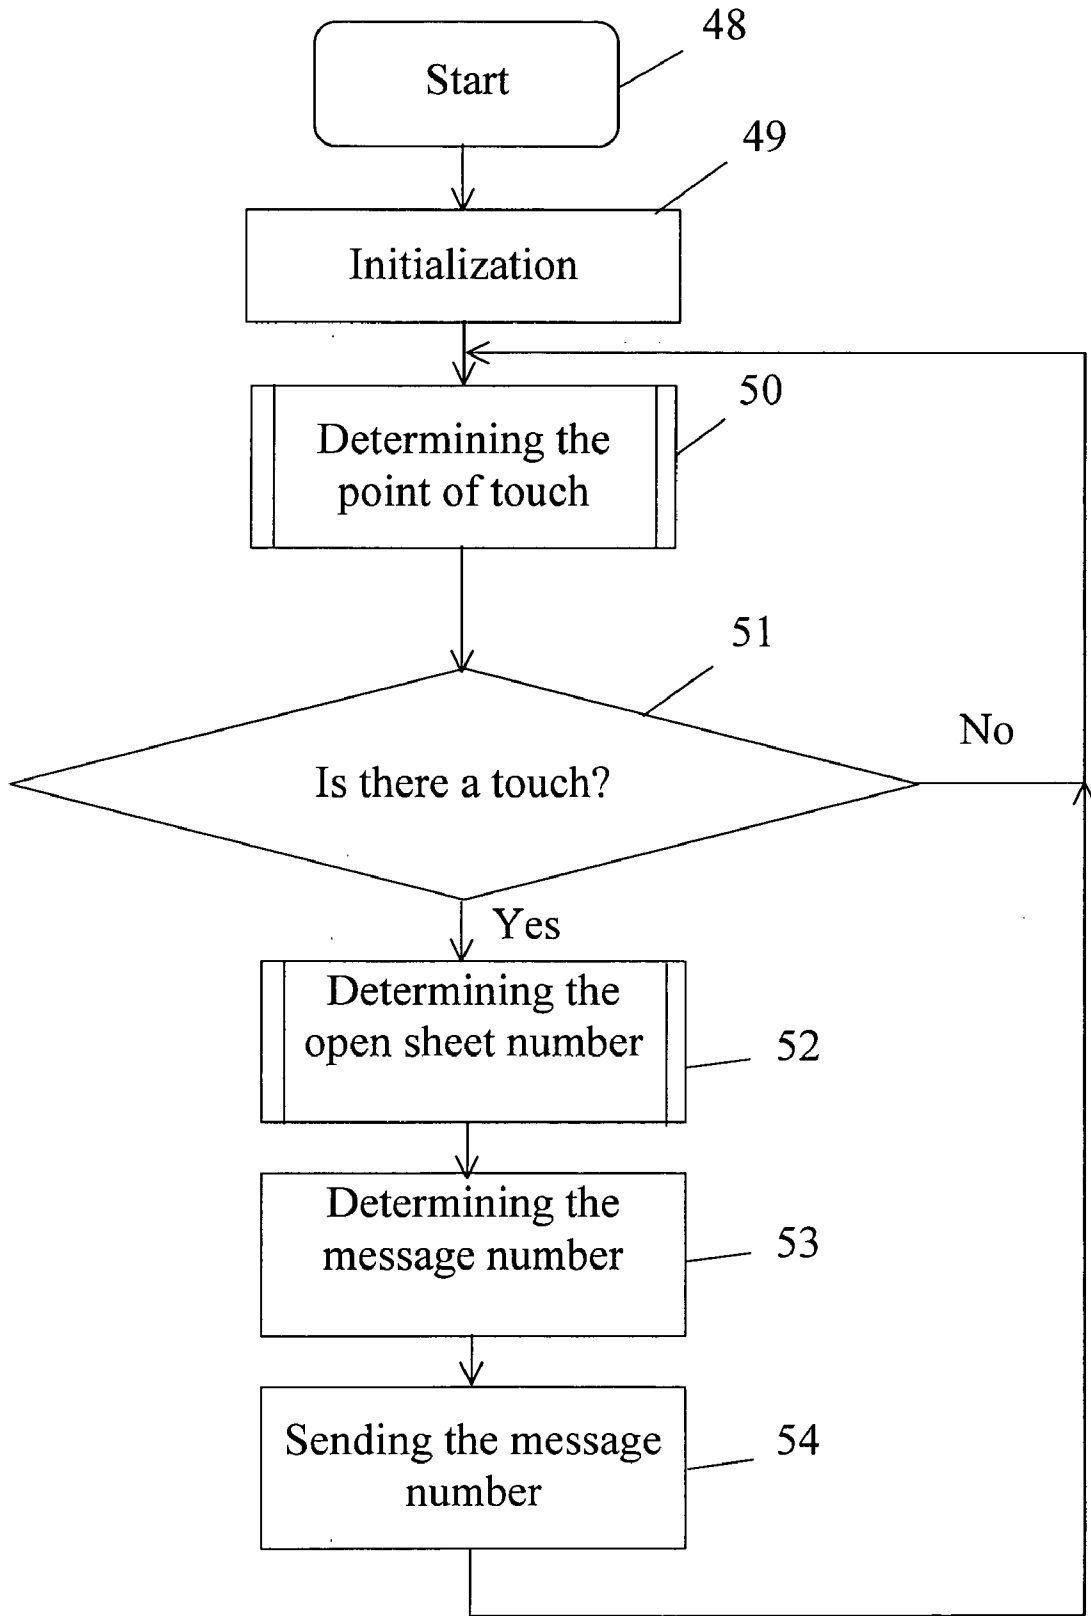 48
Start
49
Initialization
50
Determining the
point of touch
51
No
Is there a touch?
Yes
Determining the
open sheet number
52
Determining the
message number
53
Sending the message
number
54